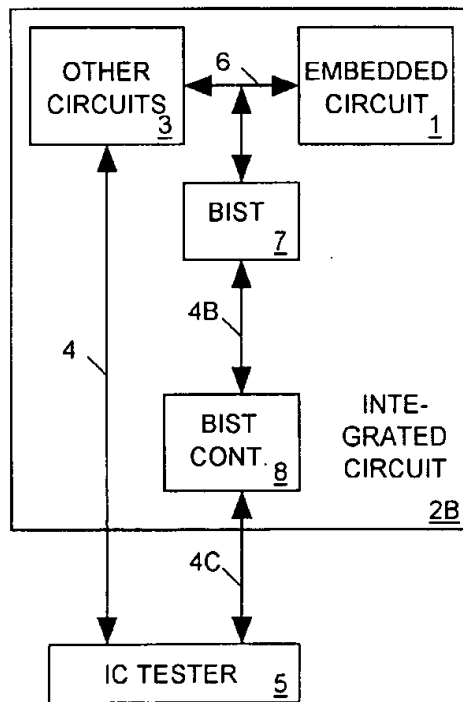 OTHER
CIRCUITS
3
6
EMBEDDED
CIRCUIT
1
BIST
7
4B
4
BIST
CONT.
8
INTE-
GRATED
CIRCUIT
2B
4C
IC TESTER
5